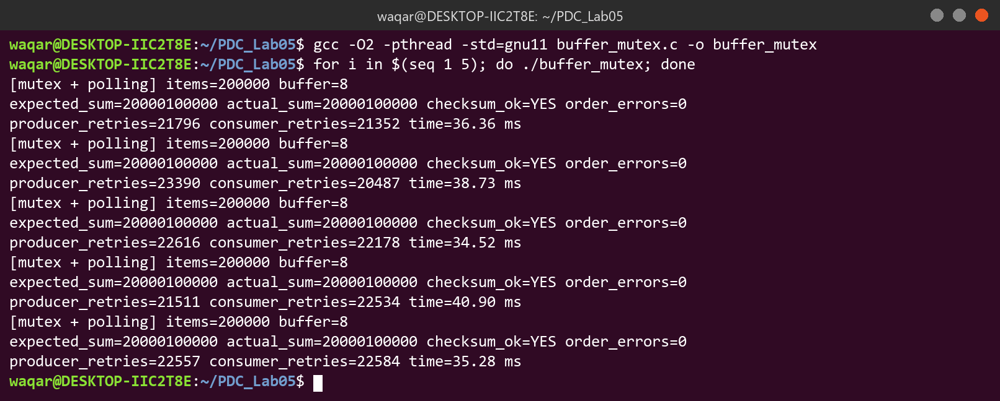 waqar@DESKTOP-IIC2T8E: ~/PDC_Lab05
waqar@DESKTOP-IIC2T8E:~/PDC_Lab05$ gcc -O2 -pthread -std=gnu11 buffer_mutex.c -o buffer_mutex
waqar@DESKTOP-IIC2T8E:~/PDC_Lab05$ for i in $(seq 1 5); do ./buffer_mutex; done
[mutex + polling] items=200000 buffer=8
expected_sum=20000100000 actual_sum=20000100000 checksum_ok=YES order_errors=0
producer_retries=21796 consumer_retries=21352 time=36.36 ms
[mutex + polling] items=200000 buffer=8
expected_sum=20000100000 actual_sum=20000100000 checksum_ok=YES order_errors=0
producer_retries=23390 consumer_retries=20487 time=38.73 ms
[mutex + polling] items=200000 buffer=8
expected_sum=20000100000 actual_sum=20000100000 checksum_ok=YES order_errors=0
producer_retries=22616 consumer_retries=22178 time=34.52 ms
[mutex + polling] items=200000 buffer=8
expected_sum=20000100000 actual_sum=20000100000 checksum_ok=YES order_errors=0
producer_retries=21511 consumer_retries=22534 time=40.90 ms
[mutex + polling] items=200000 buffer=8
expected_sum=20000100000 actual_sum=20000100000 checksum_ok=YES order_errors=0
producer_retries=22557 consumer_retries=22584 time=35.28 ms
waqar@DESKTOP-IIC2T8E:~/PDC_Lab05$